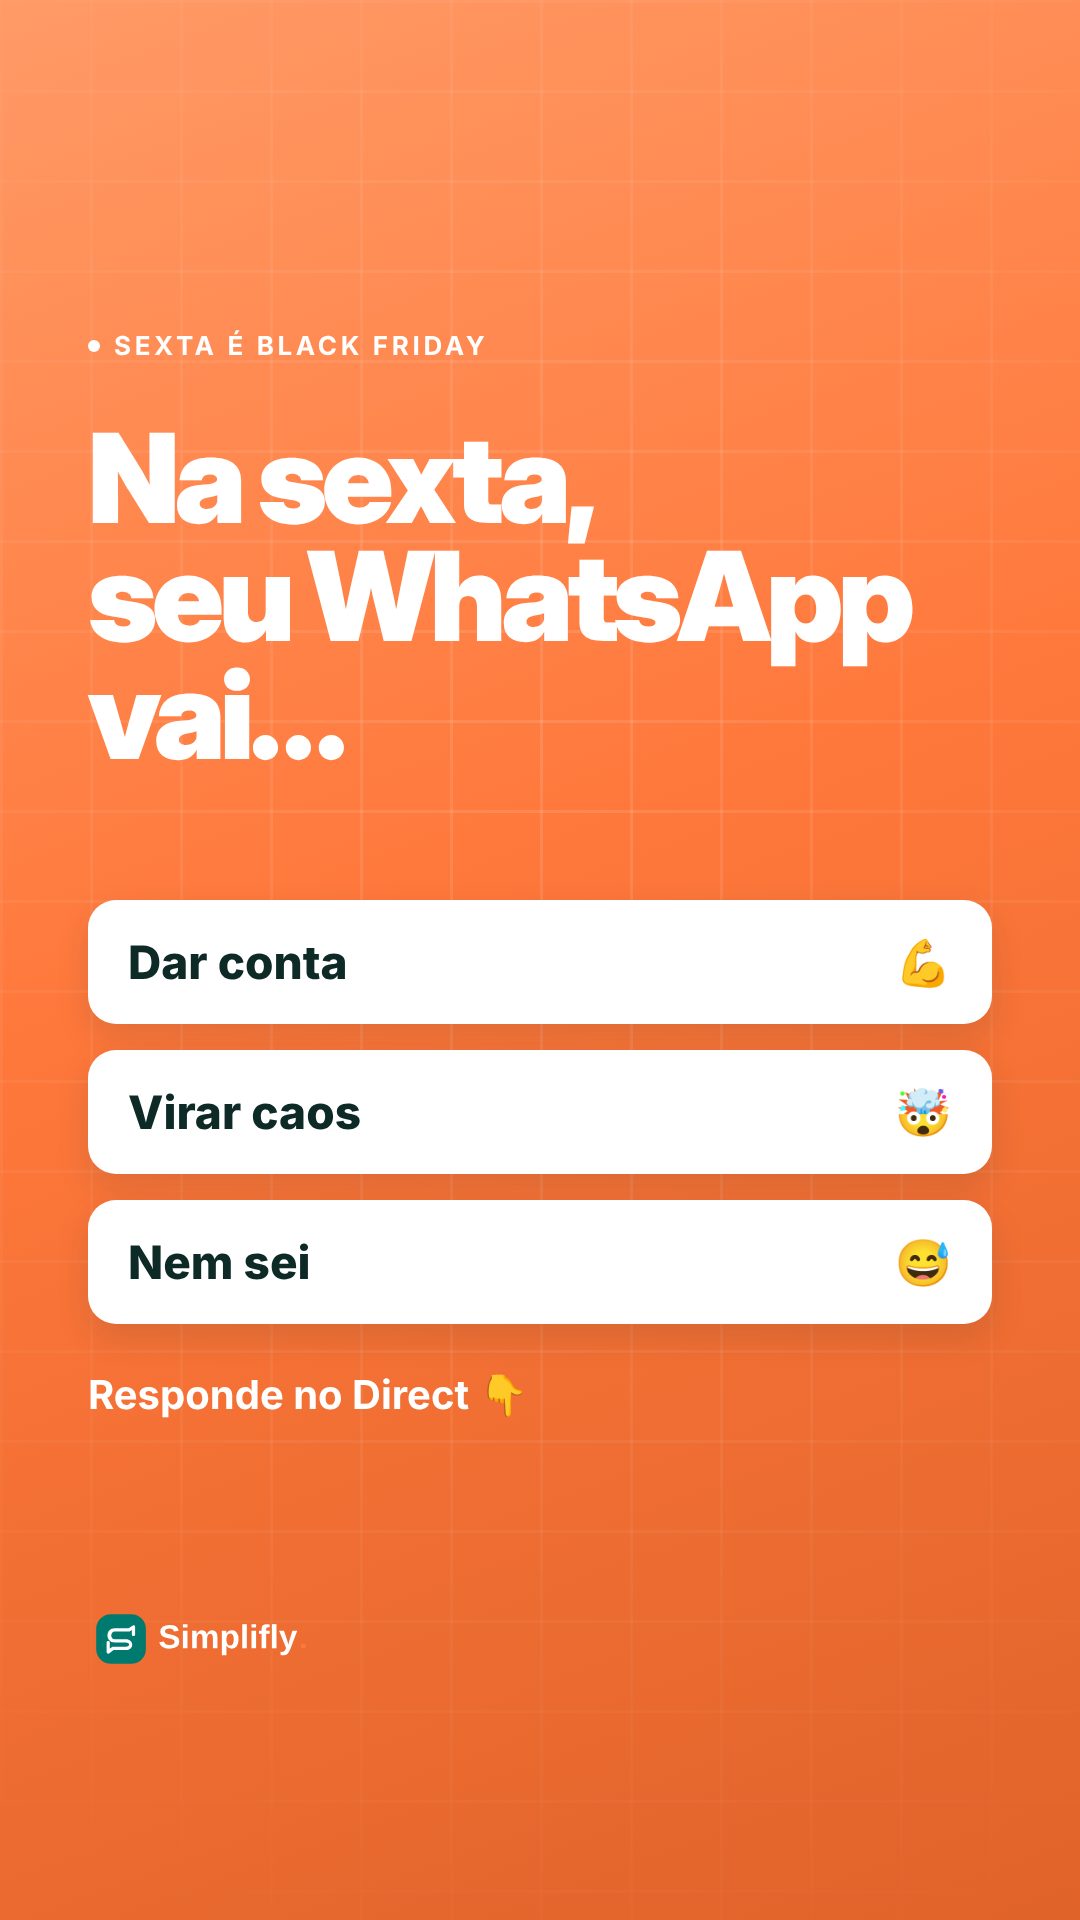 SEXTA É BLACK FRIDAY
Na sexta,
seu WhatsApp
vai...
Dar conta 💪
Virar caos 🤯
Nem sei 😅
Responde no Direct 👇
Simplifly.